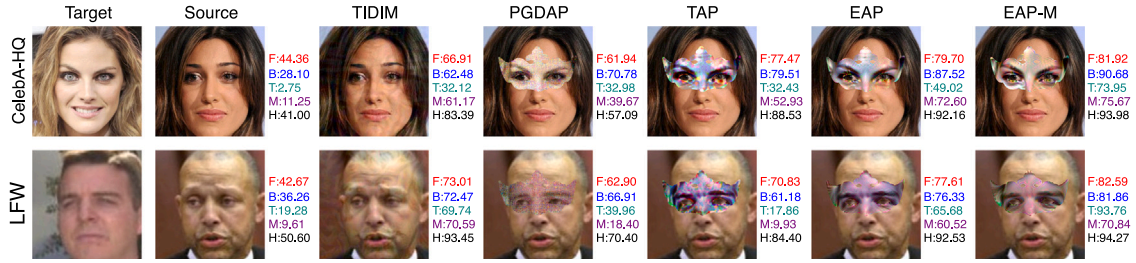 Target Source TIDIM PGDAP TAP EAP EAP-M
CelebA-HQ
F:44.36
B:28.10
T:2.75
M:11.25
H:41.00
F:66.91
B:62.48
T:32.12
M:61.17
H:83.39
F:61.94
B:70.78
T:32.98
M:39.67
H:57.09
F:77.47
B:79.51
T:32.43
M:52.93
H:88.53
F:79.70
B:87.52
T:49.02
M:72.60
H:92.16
F:81.92
B:90.68
T:73.95
M:75.67
H:93.98
LFW
F:42.67
B:36.26
T:19.28
M:9.61
H:50.60
F:73.01
B:72.47
T:69.74
M:70.59
H:93.45
F:62.90
B:66.91
T:39.96
M:18.40
H:70.40
F:70.83
B:61.18
T:17.86
M:9.93
H:84.40
F:77.61
B:76.33
T:65.68
M:60.52
H:92.53
F:82.59
B:81.86
T:93.76
M:70.84
H:94.27